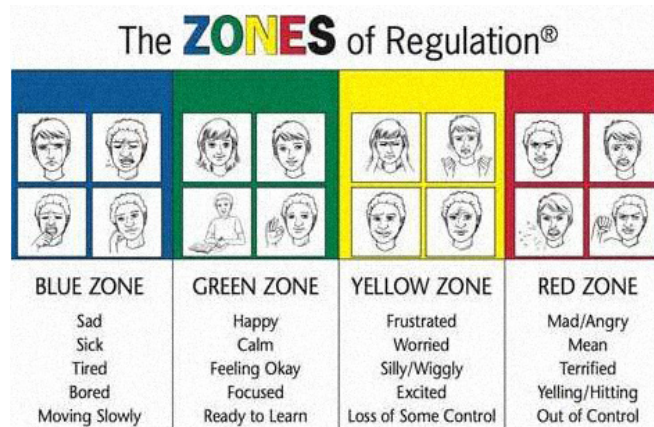 The ZONES of Regulation®
BLUE ZONE
Sad
Sick
Tired
Bored
Moving Slowly
GREEN ZONE
Happy
Calm
Feeling Okay
Focused
Ready to Learn
YELLOW ZONE
Frustrated
Worried
Silly/Wiggly
Excited
Loss of Some Control
RED ZONE
Mad/Angry
Mean
Terrified
Yelling/Hitting
Out of Control